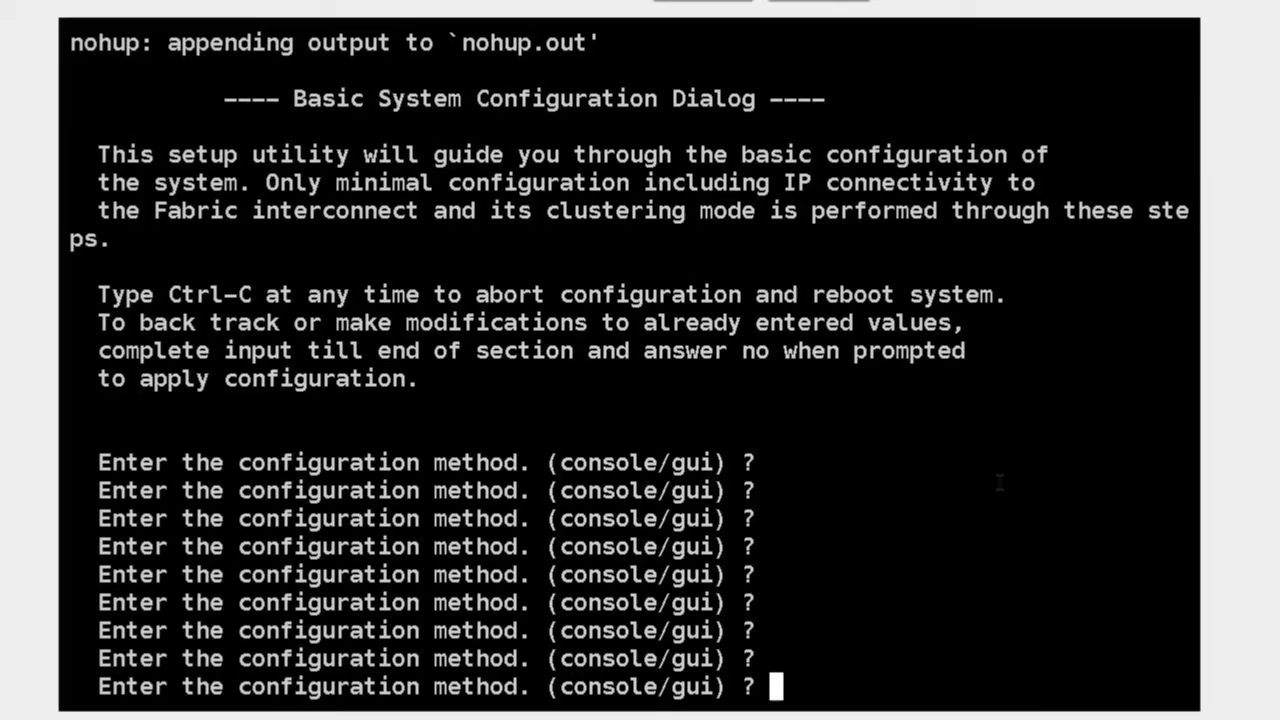 nohup: appending output to `nohup.out'
---- Basic System Configuration Dialog ----
This setup utility will guide you through the basic configuration of
the system. Only minimal configuration including IP connectivity to
the Fabric interconnect and its clustering mode is performed through these ste
ps.
Type Ctrl-C at any time to abort configuration and reboot system.
To back track or make modifications to already entered values,
complete input till end of section and answer no when prompted
to apply configuration.
Enter the configuration method. (console/gui) ?
Enter the configuration method. (console/gui) ?
Enter the configuration method. (console/gui) ?
Enter the configuration method. (console/gui) ?
Enter the configuration method. (console/gui) ?
Enter the configuration method. (console/gui) ?
Enter the configuration method. (console/gui) ?
Enter the configuration method. (console/gui) ?
Enter the configuration method. (console/gui) ?